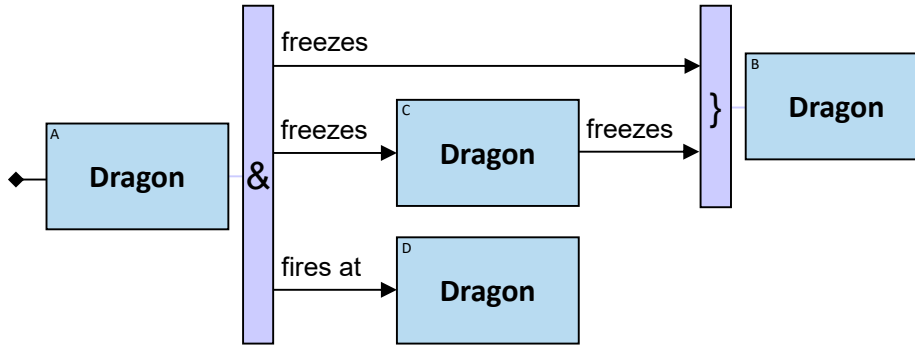 freezes
B
Dragon
}
A
Dragon
&
freezes
C
Dragon
freezes
fires at
D
Dragon